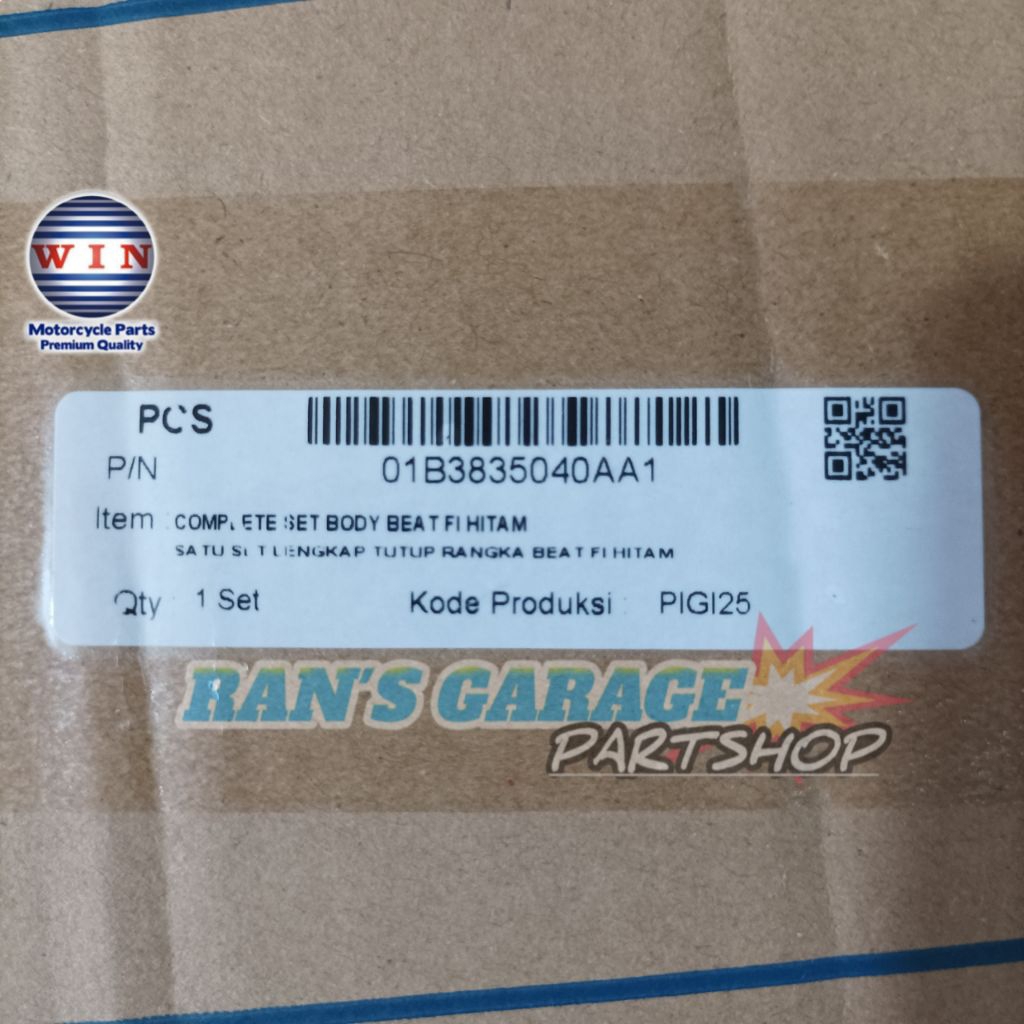 WIN
Motorcycle Parts
Premium Quality
PCS
P/N 01B3835040AA1
Item : COMPLETE SET BODY BEAT FI HITAM
SATU SET LENGKAP TUTUP RANGKA BEAT FI HITAM
Qty : 1 Set Kode Produksi : PIGI25
RAN'S GARAGE
PARTSHOP